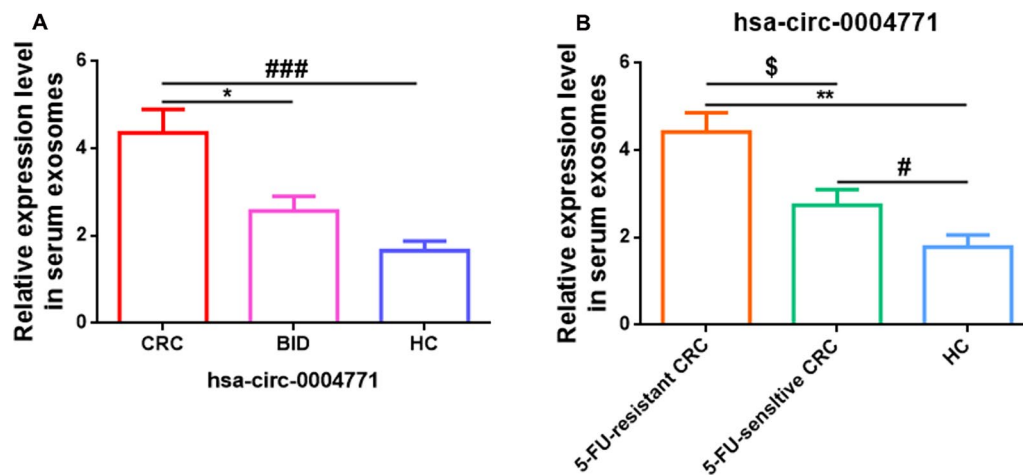 A
Relative expression level
in serum exosomes
6
4
2
0
###
*
CRC
BID
HC
hsa-circ-0004771
B
hsa-circ-0004771
Relative expression level
in serum exosomes
6
4
2
0
$
**
#
5-FU-resistant CRC
5-FU-sensltive CRC
HC